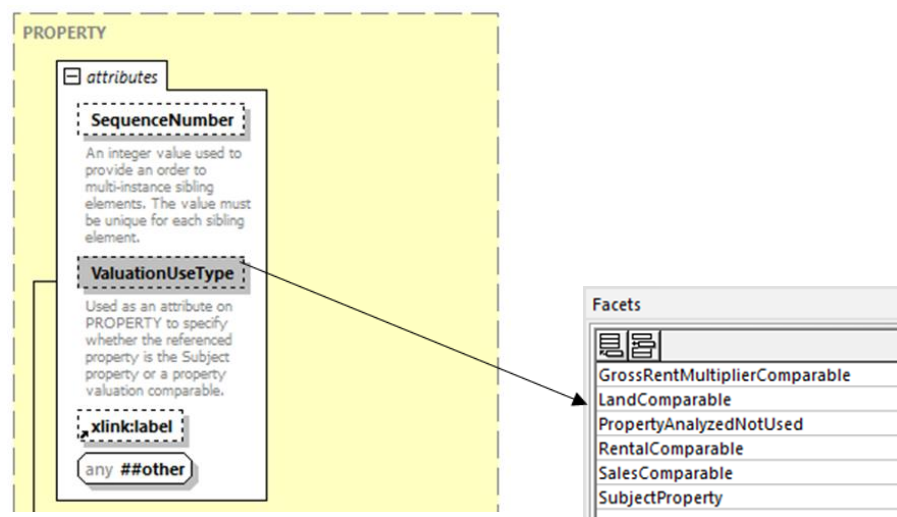 PROPERTY
attributes
SequenceNumber
An integer value used to
provide an order to
multi-instance sibling
elements. The value must
be unique for each sibling
element.
ValuationUseType
Used as an attribute on
PROPERTY to specify
whether the referenced
property is the Subject
property or a property
valuation comparable.
xlink:label
any ##other
Facets
GrossRentMultiplierComparable
LandComparable
PropertyAnalyzedNotUsed
RentalComparable
SalesComparable
SubjectProperty